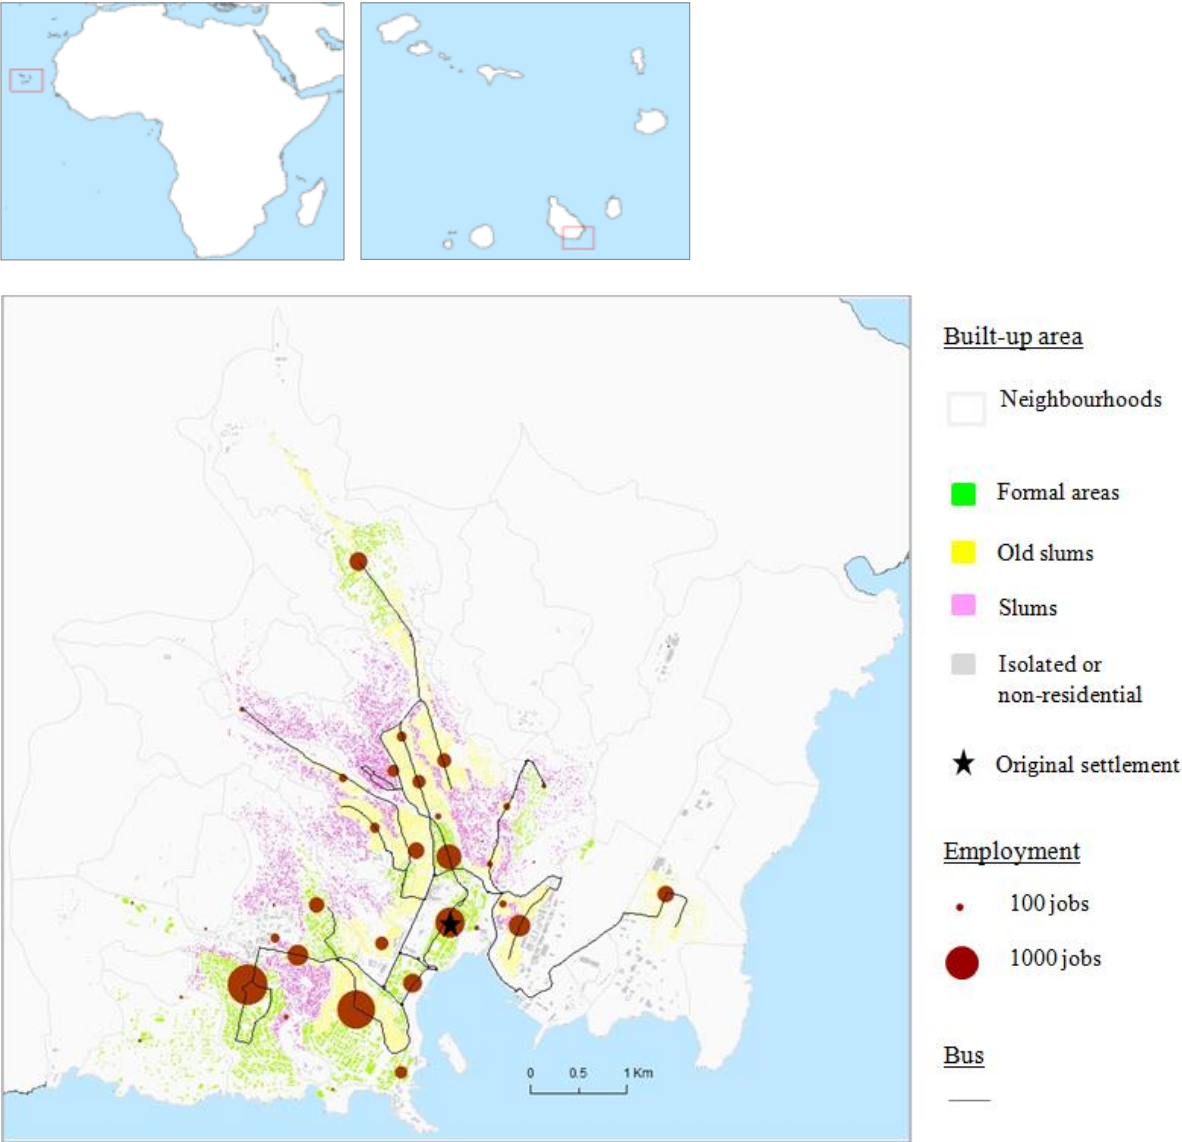 Built-up area
Neighbourhoods
Formal areas
Old slums
Slums
Isolated or
non-residential
Original settlement
Employment
100 jobs
1000 jobs
Bus
0 0.5 1 Km